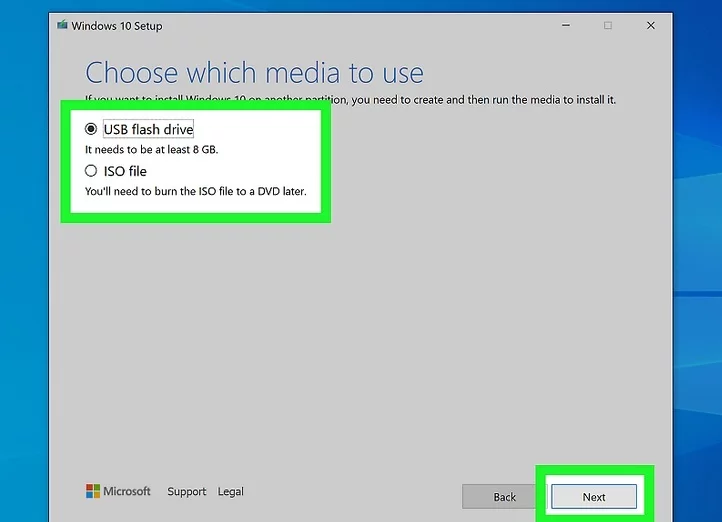 Windows 10 Setup
Choose which media to use
If you want to install Windows 10 on another partition, you need to create and then run the media to install it.
USB flash drive
It needs to be at least 8 GB.
ISO file
You'll need to burn the ISO file to a DVD later.
Microsoft Support Legal
Back Next